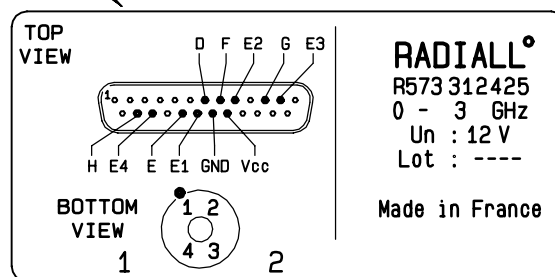 TOP
VIEW
D F E2 G E3
1
H E4 E E1 GND Vcc
BOTTOM
VIEW
1 2
4 3
1 2
RADIALL°
R573 312425
0 - 3 GHz
Un : 12 V
Lot : ----
Made in France